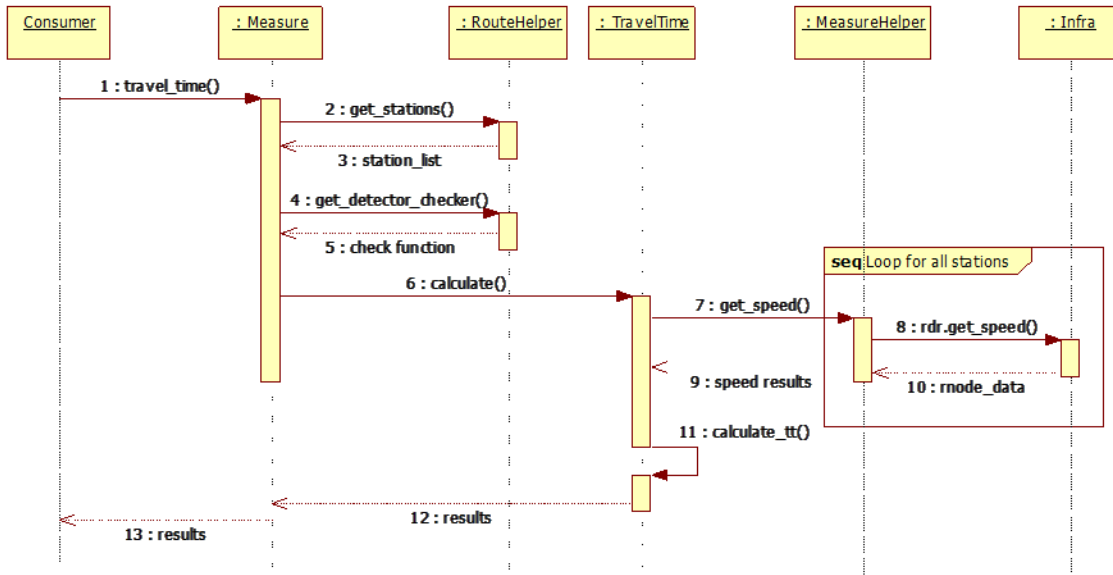 Consumer
: Measure
: RouteHelper
: TravelTime
: MeasureHelper
: Infra
1 : travel_time()
2 : get_stations()
3 : station_list
4 : get_detector_checker()
5 : check function
seq Loop for all stations
6 : calculate()
7 : get_speed()
8 : rdr.get_speed()
9 : speed results
10 : rnode_data
11 : calculate_tt()
12 : results
13 : results